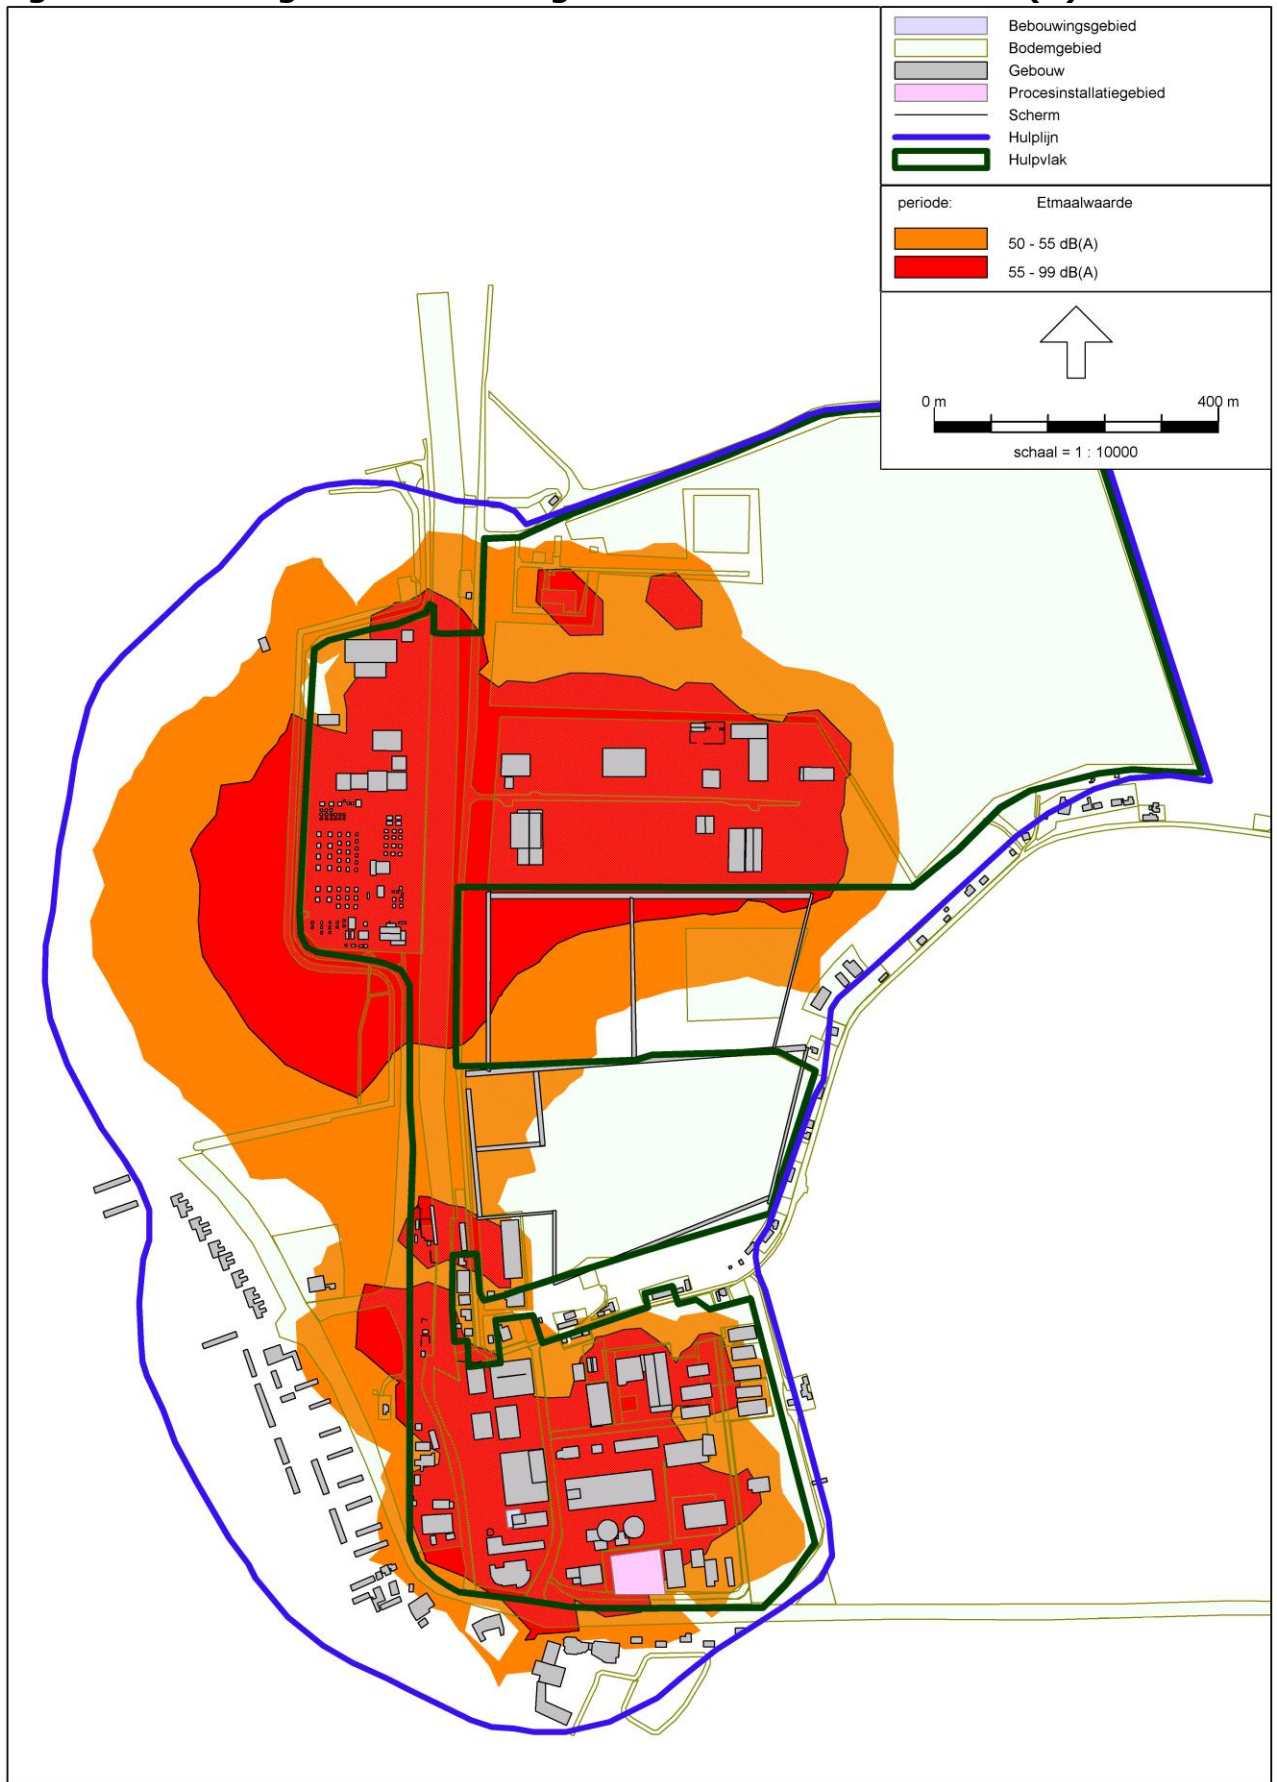 Bebouwingsgebied
Bodemgebied
Gebouw
Procesinstallatiegebied
Scherm
Hulplijn
Hulpvlak
periode: Etmaalwaarde
50 - 55 dB(A)
55 - 99 dB(A)
0 m 400 m
schaal = 1 : 10000